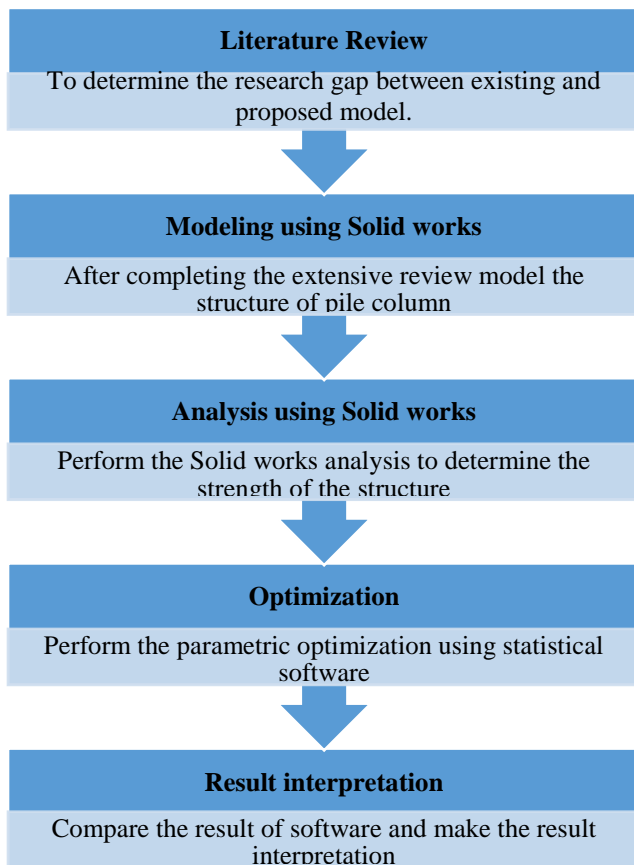 Literature Review
To determine the research gap between existing and
proposed model.
Modeling using Solid works
After completing the extensive review model the
structure of pile column
Analysis using Solid works
Perform the Solid works analysis to determine the
strength of the structure
Optimization
Perform the parametric optimization using statistical
software
Result interpretation
Compare the result of software and make the result
interpretation